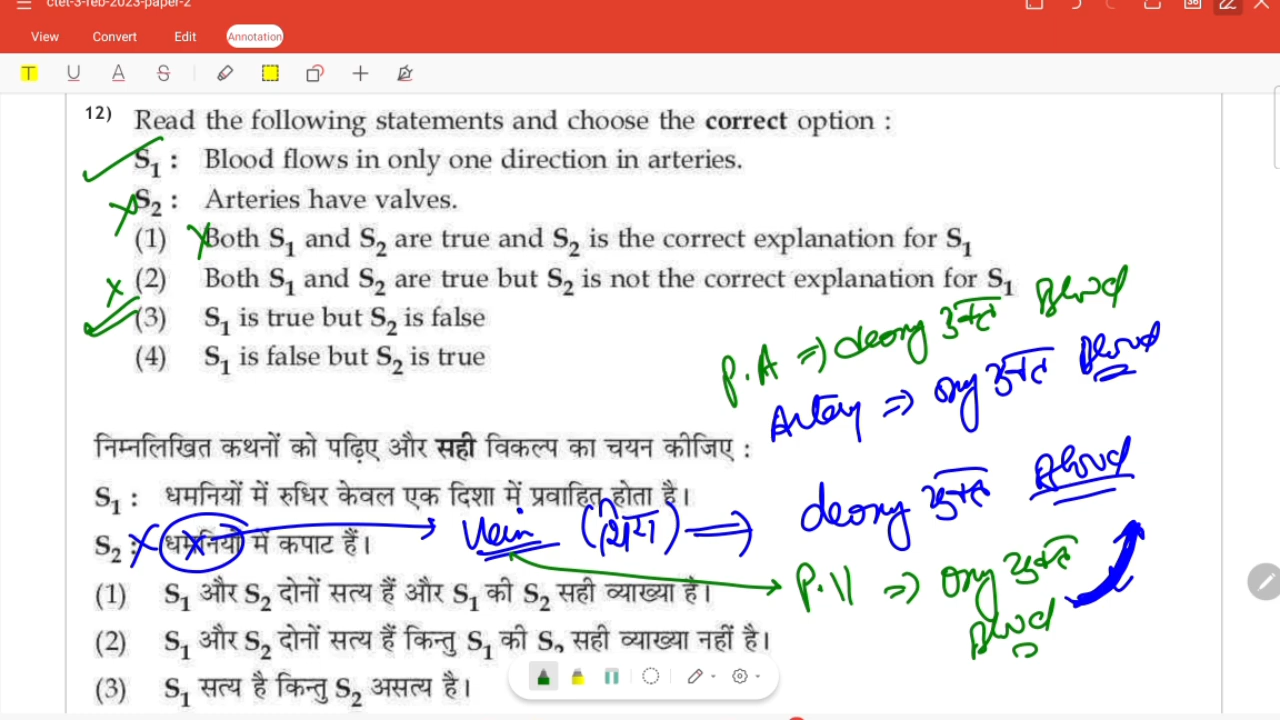 ctet-3-feb-2023-paper-2
View Convert Edit Annotation
12) Read the following statements and choose the correct option :
S1 : Blood flows in only one direction in arteries.
S2 : Arteries have valves.
(1) Both S1 and S2 are true and S2 is the correct explanation for S1
(2) Both S1 and S2 are true but S2 is not the correct explanation for S1
(3) S1 is true but S2 is false
(4) S1 is false but S2 is true
P.A ⇒ deoxy युक्त Blood
Artery ⇒ oxy युक्त Blood
निम्नलिखित कथनों को पढ़िए और सही विकल्प का चयन कीजिए :
S1 : धमनियों में रुधिर केवल एक दिशा में प्रवाहित होता है।
S2 : धमनियों में कपाट हैं।
Vein (शिरा) ⇒ deoxy युक्त Blood
(1) S1 और S2 दोनों सत्य हैं और S1 की S2 सही व्याख्या है।
P.V ⇒ oxy युक्त Blood
(2) S1 और S2 दोनों सत्य हैं किन्तु S1 की S2 सही व्याख्या नहीं है।
(3) S1 सत्य है किन्तु S2 असत्य है।